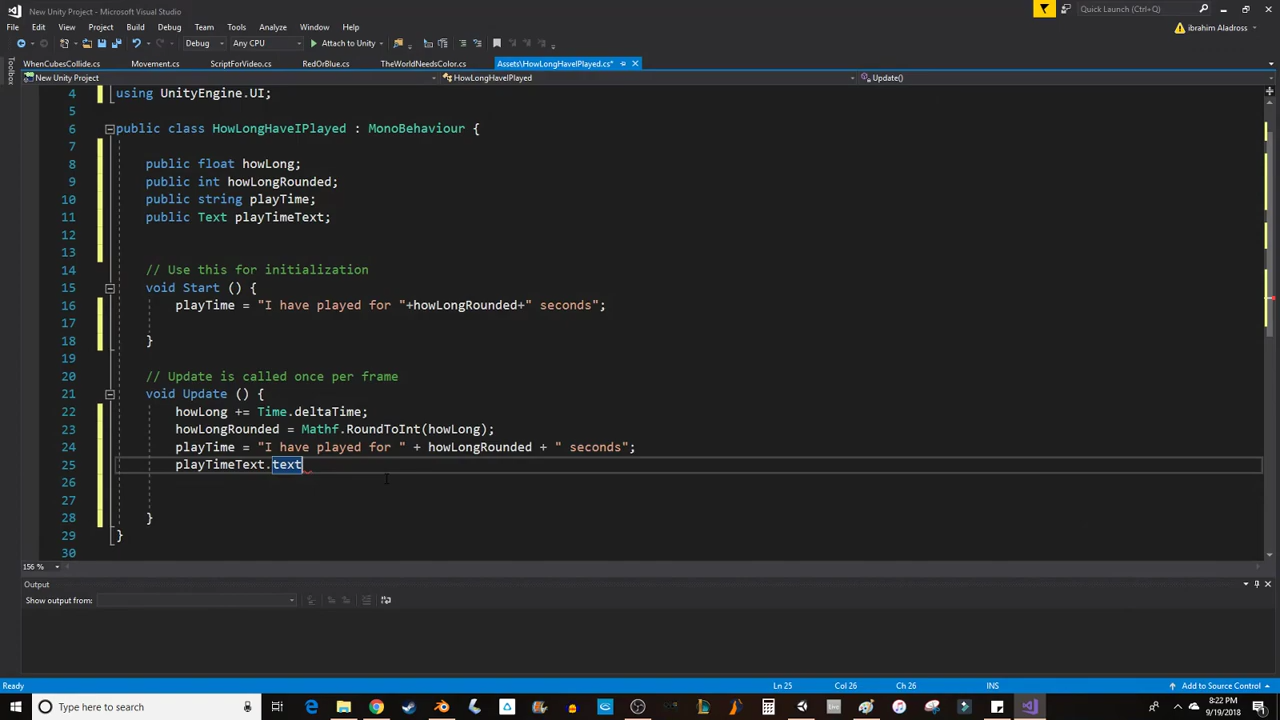 New Unity Project - Microsoft Visual Studio
Quick Launch (Ctrl+Q)
File Edit View Project Build Debug Team Tools Analyze Window Help
ibrahim Aladross
Debug Any CPU Attach to Unity
WhenCubesCollide.cs Movement.cs ScriptForVideo.cs RedOrBlue.cs TheWorldNeedsColor.cs Assets\HowLongHaveIPlayed.cs*
Toolbox
New Unity Project HowLongHaveIPlayed Update()
4 using UnityEngine.UI;
5
6 public class HowLongHaveIPlayed : MonoBehaviour {
7
8 public float howLong;
9 public int howLongRounded;
10 public string playTime;
11 public Text playTimeText;
12
13
14 // Use this for initialization
15 void Start () {
16 playTime = "I have played for "+howLongRounded+" seconds";
17
18 }
19
20 // Update is called once per frame
21 void Update () {
22 howLong += Time.deltaTime;
23 howLongRounded = Mathf.RoundToInt(howLong);
24 playTime = "I have played for " + howLongRounded + " seconds";
25 playTimeText.text
26
27
28 }
29 }
30
156 %
Output
Show output from:
Ready Ln 25 Col 26 Ch 26 INS Add to Source Control
Type here to search
8:22 PM
9/19/2018